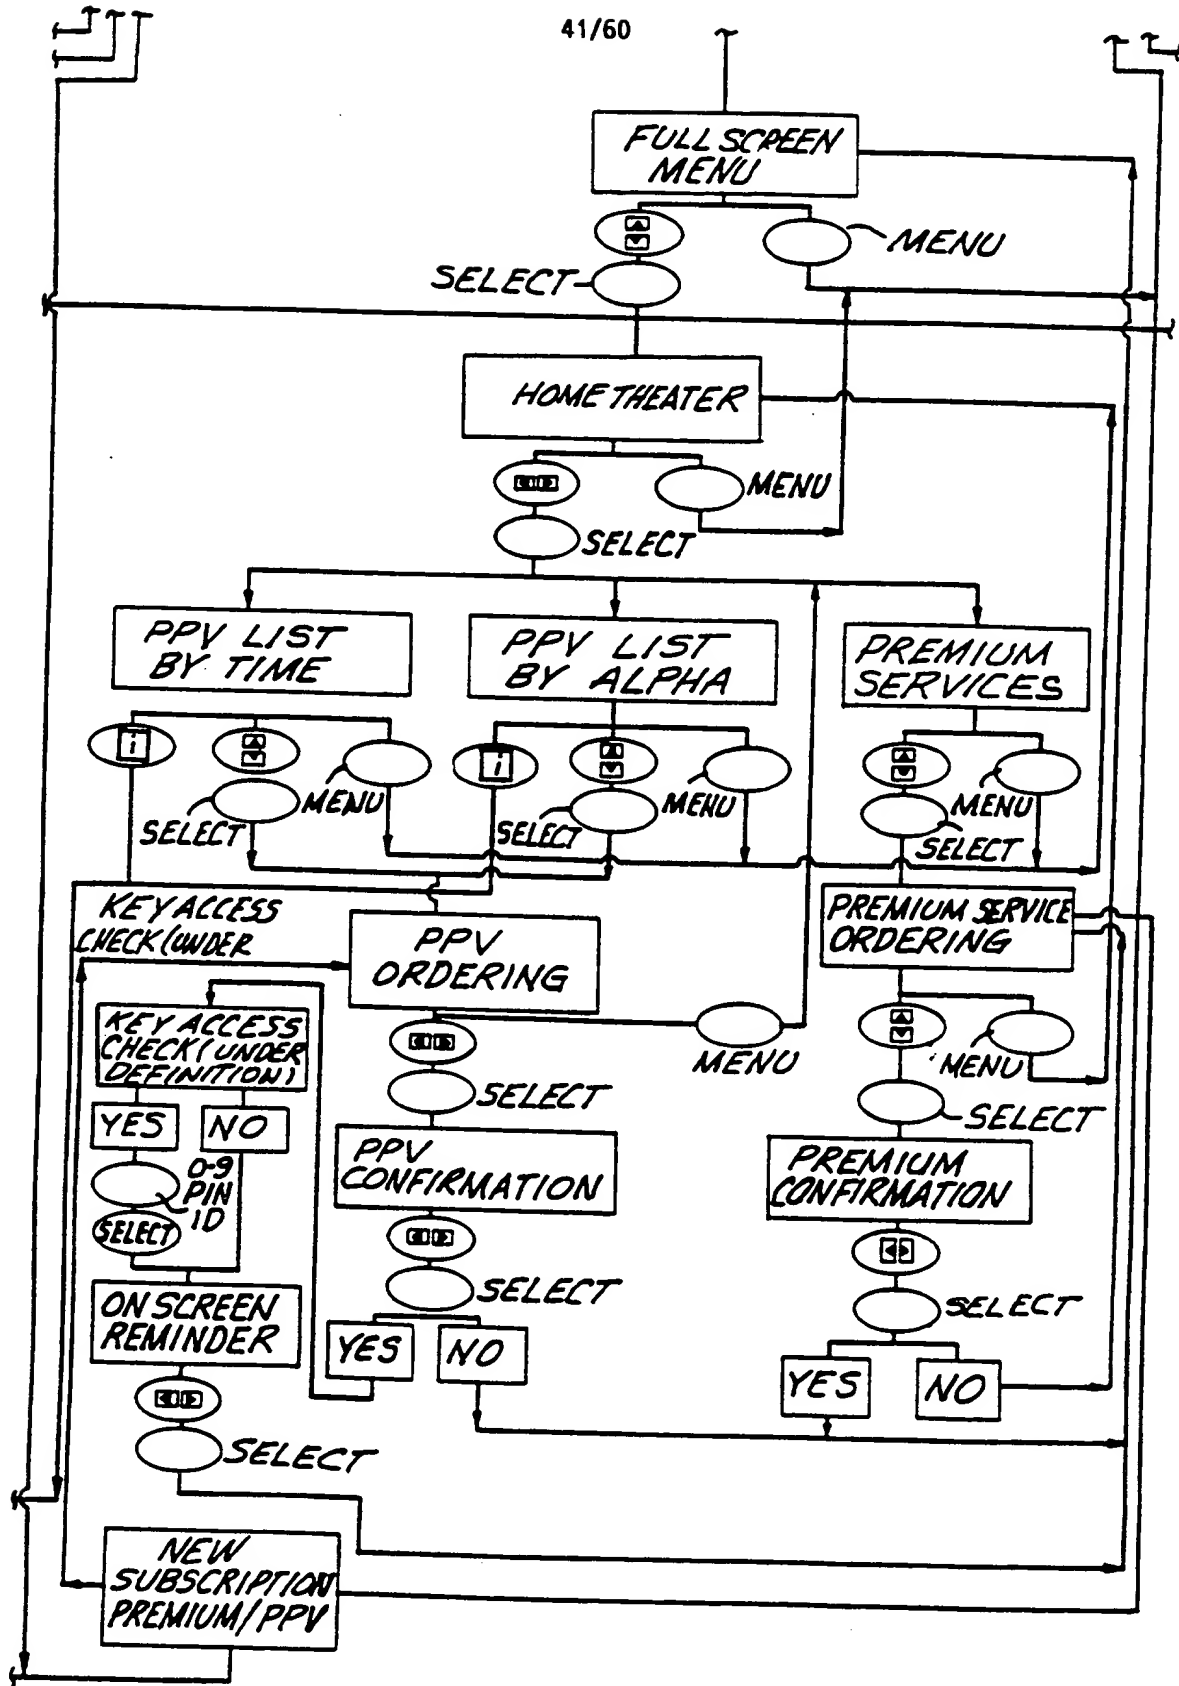 41/60
FULL SCREEN
MENU
MENU
SELECT
HOME THEATER
MENU
SELECT
PPV LIST
BY TIME
PPV LIST
BY ALPHA
PREMIUM
SERVICES
i
i
MENU
MENU
MENU
SELECT
SELECT
SELECT
KEY ACCESS
CHECK (UNDER
PPV
ORDERING
PREMIUM SERVICE
ORDERING
KEY ACCESS
CHECK (UNDER
DEFINITION)
MENU
MENU
SELECT
SELECT
YES
NO
PPV
CONFIRMATION
PREMIUM
CONFIRMATION
0-9
PIN
ID
SELECT
SELECT
SELECT
ON SCREEN
REMINDER
YES
NO
YES
NO
SELECT
NEW
SUBSCRIPTION
PREMIUM/PPV